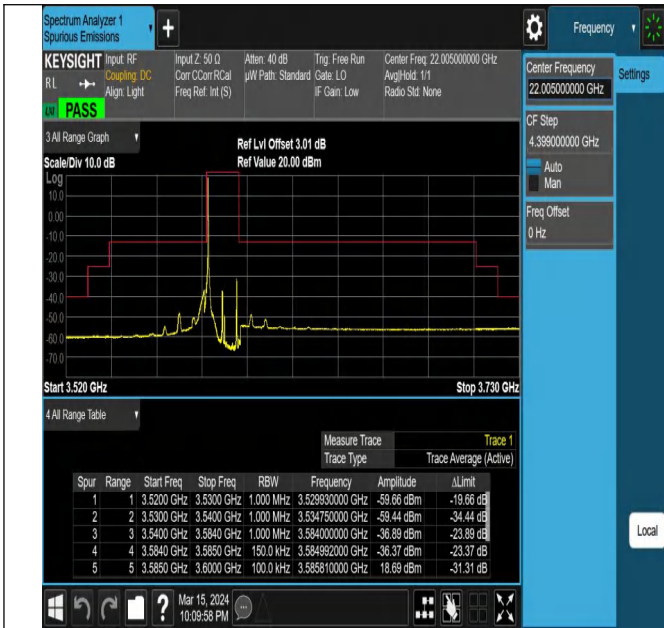 Spectrum Analyzer 1
Spurious Emissions
Frequency
KEYSIGHT
RL
PASS
Input: RF
Coupling: DC
Align: Light
Input Z: 50 Ω
Corr CCorr RCal
Freq Ref: Int (S)
Atten: 40 dB
µW Path: Standard
Trig: Free Run
Gate: LO
IF Gain: Low
Center Freq: 22.005000000 GHz
Avg|Hold: 1/1
Radio Std: None
Center Frequency
22.005000000 GHz
Settings
CF Step
4.399000000 GHz
Auto
Man
Freq Offset
0 Hz
Local
3 All Range Graph
Scale/Div 10.0 dB
Ref Lvl Offset 3.01 dB
Ref Value 20.00 dBm
Log
10.0
0.00
-10.0
-20.0
-30.0
-40.0
-50.0
-60.0
-70.0
Start 3.520 GHz
Stop 3.730 GHz
4 All Range Table
Measure Trace Trace 1
Trace Type Trace Average (Active)
Spur Range Start Freq Stop Freq RBW Frequency Amplitude ΔLimit
1 1 3.5200 GHz 3.5300 GHz 1.000 MHz 3.529930000 GHz -59.66 dBm -19.66 dB
2 2 3.5300 GHz 3.5400 GHz 1.000 MHz 3.534750000 GHz -59.44 dBm -34.44 dB
3 3 3.5400 GHz 3.5840 GHz 1.000 MHz 3.584000000 GHz -36.89 dBm -23.89 dB
4 4 3.5840 GHz 3.5850 GHz 150.0 kHz 3.584992000 GHz -36.37 dBm -23.37 dB
5 5 3.5850 GHz 3.6000 GHz 100.0 kHz 3.585810000 GHz 18.69 dBm -31.31 dB
Mar 15, 2024
10:09:58 PM